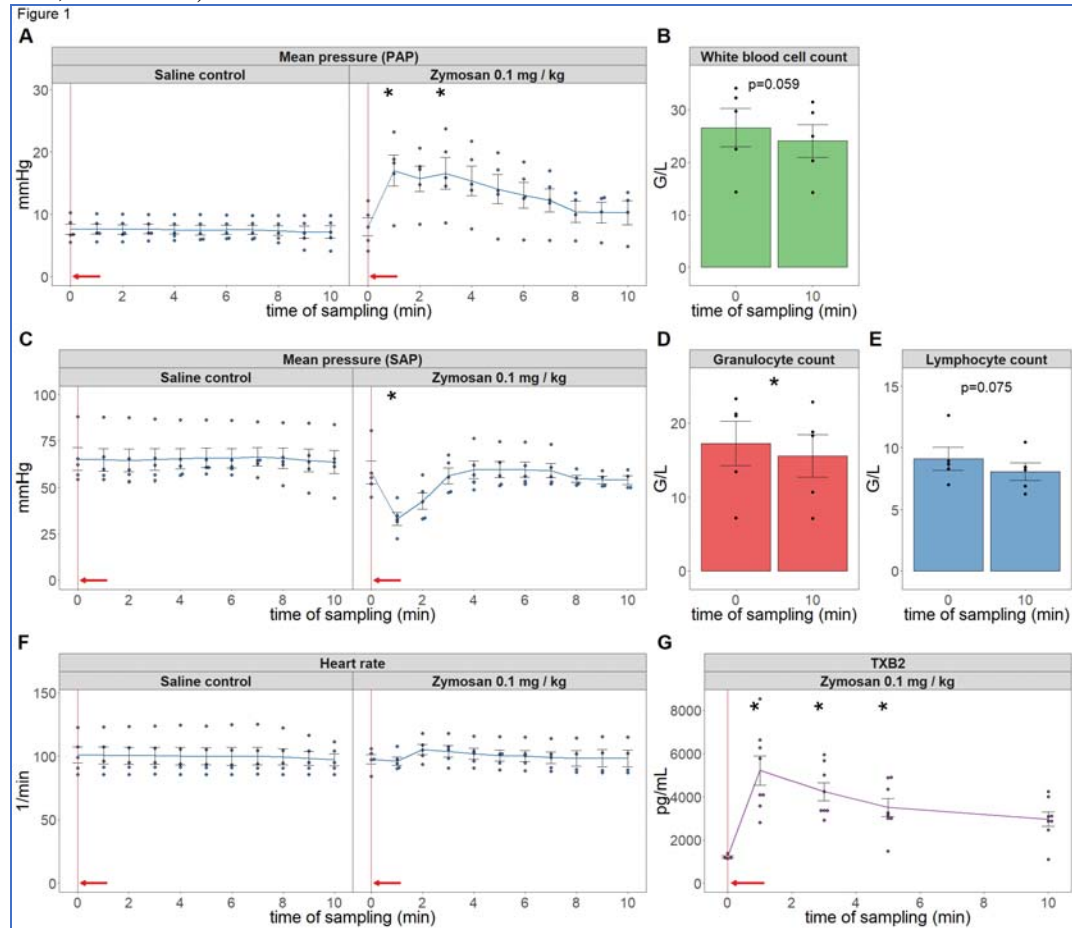 Figure 1
A
Mean pressure (PAP)
Saline control
Zymosan 0.1 mg / kg
mmHg
30
20
10
0
* *
0 2 4 6 8 10
0 2 4 6 8 10
time of sampling (min)
B
White blood cell count
p=0.059
G/L
30
20
10
0
0 10
time of sampling (min)
C
Mean pressure (SAP)
Saline control
Zymosan 0.1 mg / kg
mmHg
100
75
50
25
0
*
0 2 4 6 8 10
0 2 4 6 8 10
time of sampling (min)
D
Granulocyte count
*
G/L
20
10
0
0 10
time of sampling (min)
E
Lymphocyte count
p=0.075
G/L
15
10
5
0
0 10
time of sampling (min)
F
Heart rate
Saline control
Zymosan 0.1 mg / kg
1/min
150
100
50
0
0 2 4 6 8 10
0 2 4 6 8 10
time of sampling (min)
G
TXB2
Zymosan 0.1 mg / kg
pg/mL
8000
6000
4000
2000
0
* * *
0 2 4 6 8 10
time of sampling (min)